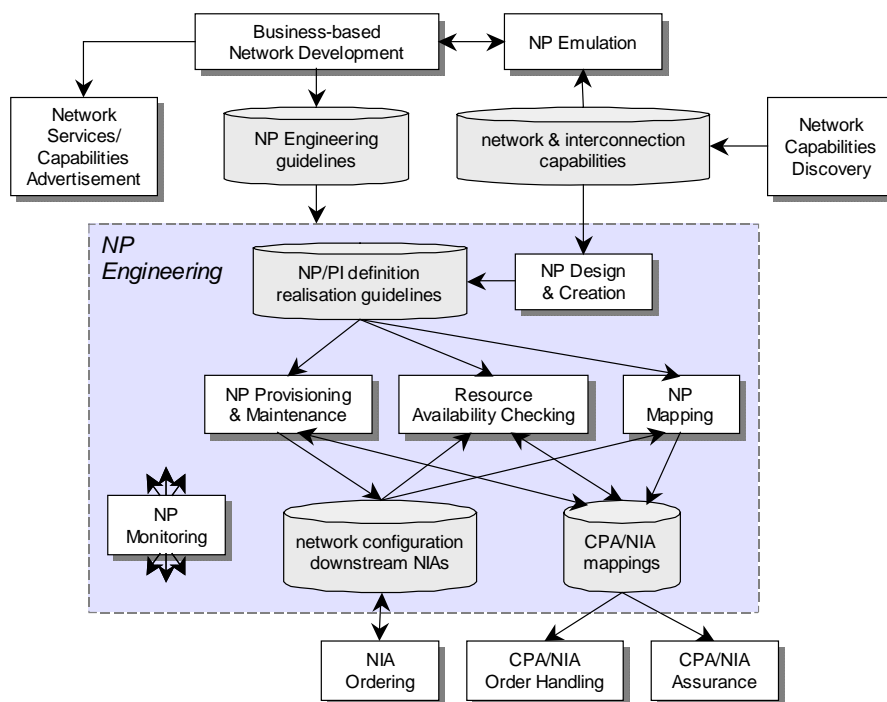 Business-based
Network Development
NP Emulation
Network
Services/
Capabilities
Advertisement
NP Engineering
guidelines
network & interconnection
capabilities
Network
Capabilities
Discovery
NP
Engineering
NP/PI definition
realisation guidelines
NP Design
& Creation
NP Provisioning
& Maintenance
Resource
Availability Checking
NP
Mapping
NP
Monitoring
network configuration
downstream NIAs
CPA/NIA
mappings
NIA
Ordering
CPA/NIA
Order Handling
CPA/NIA
Assurance